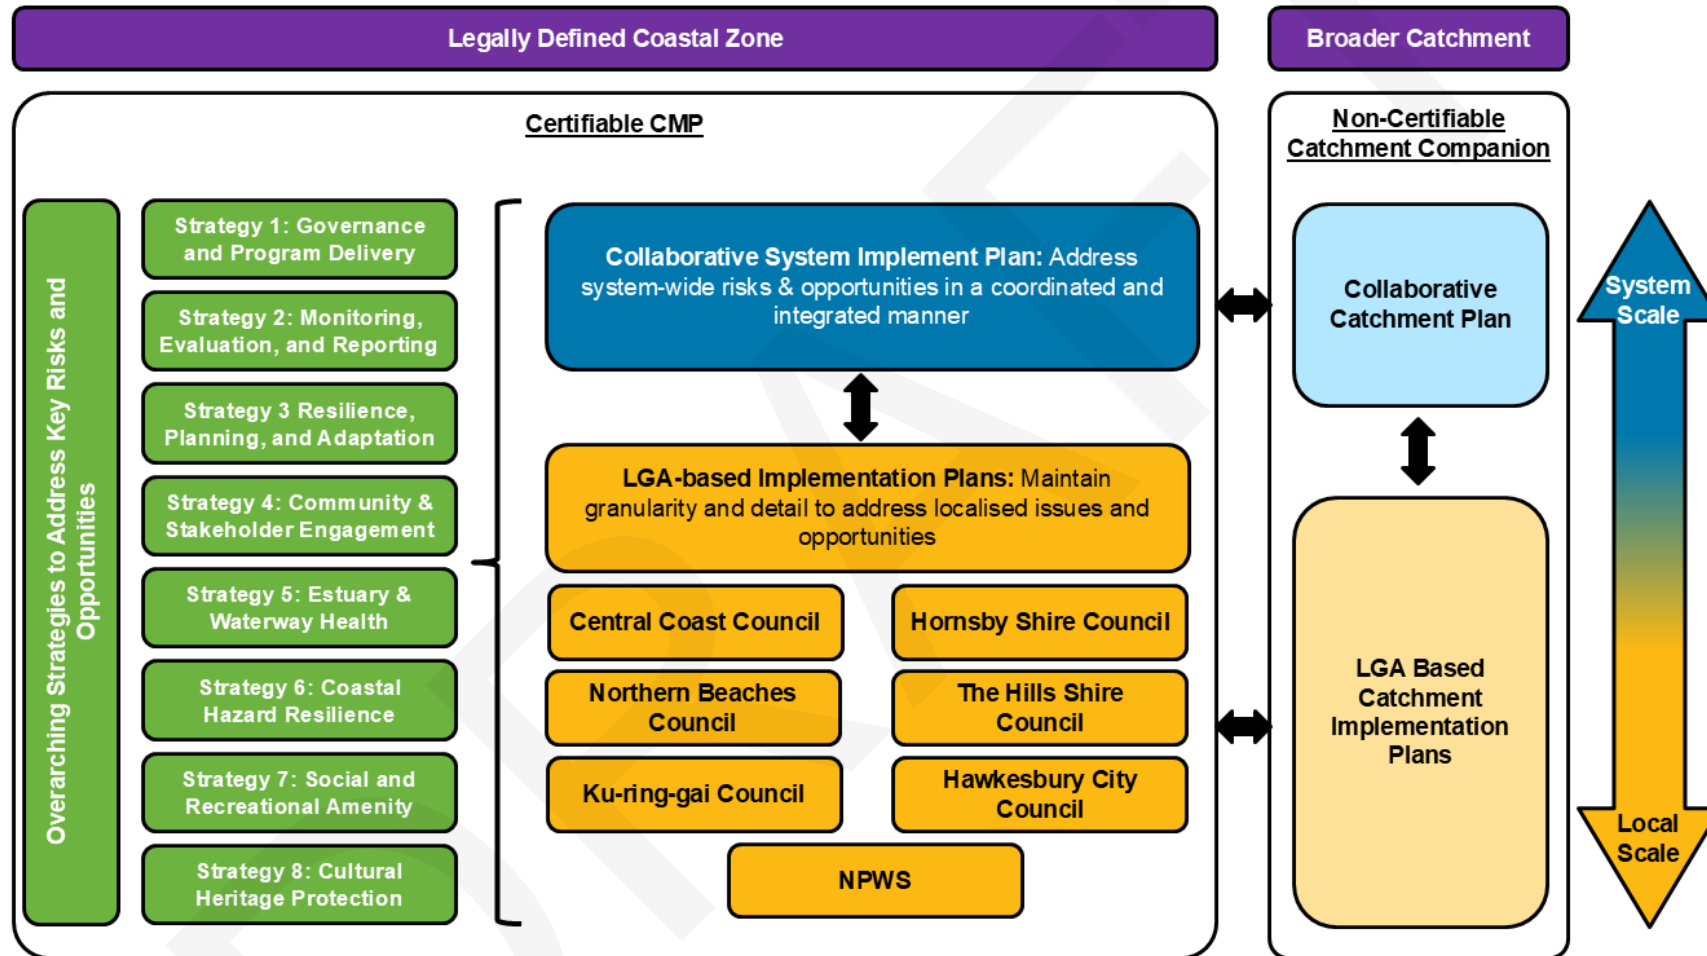 Legally Defined Coastal Zone
Broader Catchment
Certifiable CMP
Non-Certifiable
Catchment Companion
Overarching Strategies to Address Key Risks and
Opportunities
Strategy 1: Governance
and Program Delivery
Strategy 2: Monitoring,
Evaluation, and Reporting
Strategy 3 Resilience,
Planning, and Adaptation
Strategy 4: Community &
Stakeholder Engagement
Strategy 5: Estuary &
Waterway Health
Strategy 6: Coastal
Hazard Resilience
Strategy 7: Social and
Recreational Amenity
Strategy 8: Cultural
Heritage Protection
Collaborative System Implement Plan: Address
system-wide risks & opportunities in a coordinated and
integrated manner
LGA-based Implementation Plans: Maintain
granularity and detail to address localised issues and
opportunities
Central Coast Council
Hornsby Shire Council
Northern Beaches
Council
The Hills Shire
Council
Ku-ring-gai Council
Hawkesbury City
Council
NPWS
Collaborative
Catchment Plan
LGA Based
Catchment
Implementation
Plans
System
Scale
Local
Scale
DRAFT